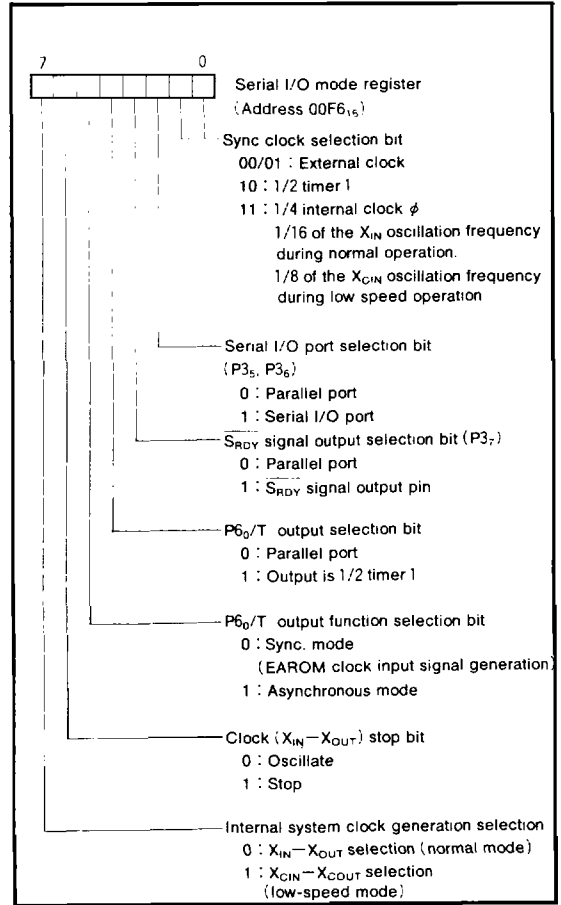 7 0
Serial I/O mode register
(Address 00F6₁₆)
Sync clock selection bit
00/01 : External clock
10 : 1/2 timer 1
11 : 1/4 internal clock φ
1/16 of the X_IN oscillation frequency
during normal operation.
1/8 of the X_CIN oscillation frequency
during low speed operation
Serial I/O port selection bit
(P3₅, P3₆)
0 : Parallel port
1 : Serial I/O port
S̅_R̅D̅Y̅ signal output selection bit (P3₇)
0 : Parallel port
1 : S̅_R̅D̅Y̅ signal output pin
P6₀/T output selection bit
0 : Parallel port
1 : Output is 1/2 timer 1
P6₀/T output function selection bit
0 : Sync. mode
(EAROM clock input signal generation)
1 : Asynchronous mode
Clock (X_IN−X_OUT) stop bit
0 : Oscillate
1 : Stop
Internal system clock generation selection
0 : X_IN−X_OUT selection (normal mode)
1 : X_CIN−X_COUT selection
(low-speed mode)